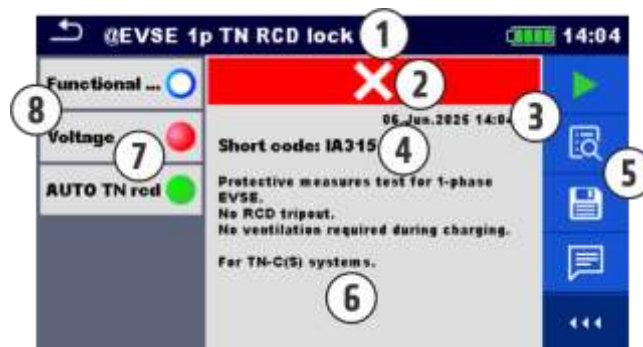 @EVSE 1p TN RCD lock
1
14:04
Functional ...
2
8
06.Jun.2025 14:04
3
Voltage
7
Short code: IA315
4
5
AUTO TN rcd
Protective measures test for 1-phase
EVSE.
No RCD tripout.
No ventilation required during charging.
For TN-C(S) systems.
6